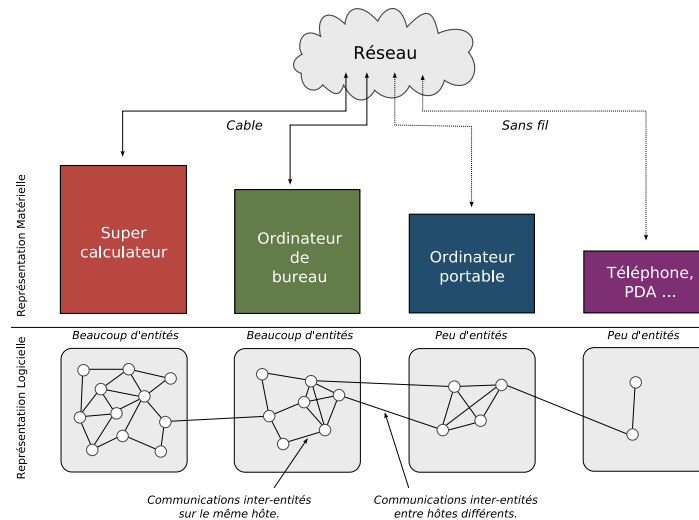 Réseau
Cable
Sans fil
Représentation Matérielle
Super
calculateur
Ordinateur
de
bureau
Ordinateur
portable
Téléphone,
PDA ...
Beaucoup d'entités
Beaucoup d'entités
Peu d'entités
Peu d'entités
Représentatiion Logicielle
Communications inter-entités
sur le même hôte.
Communications inter-entités
entre hôtes différents.